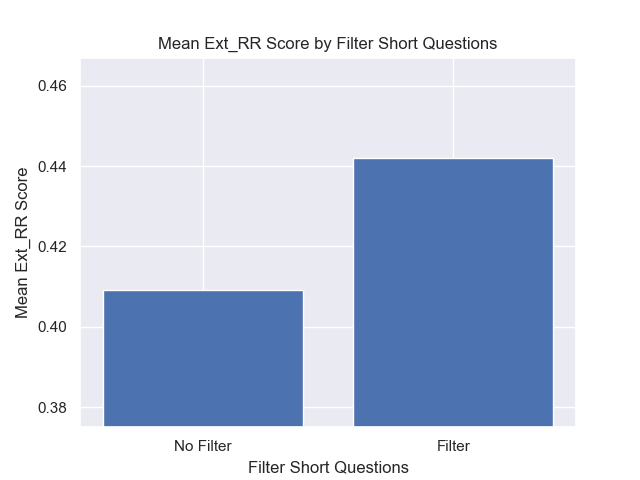 Mean Ext_RR Score by Filter Short Questions
0.46
0.44
0.42
0.40
0.38
Mean Ext_RR Score
No Filter
Filter
Filter Short Questions